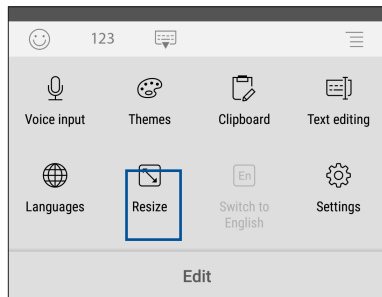 123
Voice input Themes Clipboard Text editing
En
Languages Resize Switch to English Settings
Edit